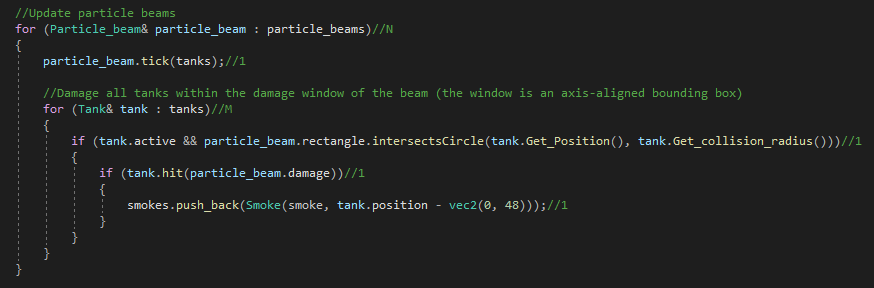 //Update particle beams
for (Particle_beam& particle_beam : particle_beams)//N
{
particle_beam.tick(tanks);//1
//Damage all tanks within the damage window of the beam (the window is an axis-aligned bounding box)
for (Tank& tank : tanks)//M
{
if (tank.active && particle_beam.rectangle.intersectsCircle(tank.Get_Position(), tank.Get_collision_radius()))//1
{
if (tank.hit(particle_beam.damage))//1
{
smokes.push_back(Smoke(smoke, tank.position - vec2(0, 48)));//1
}
}
}
}